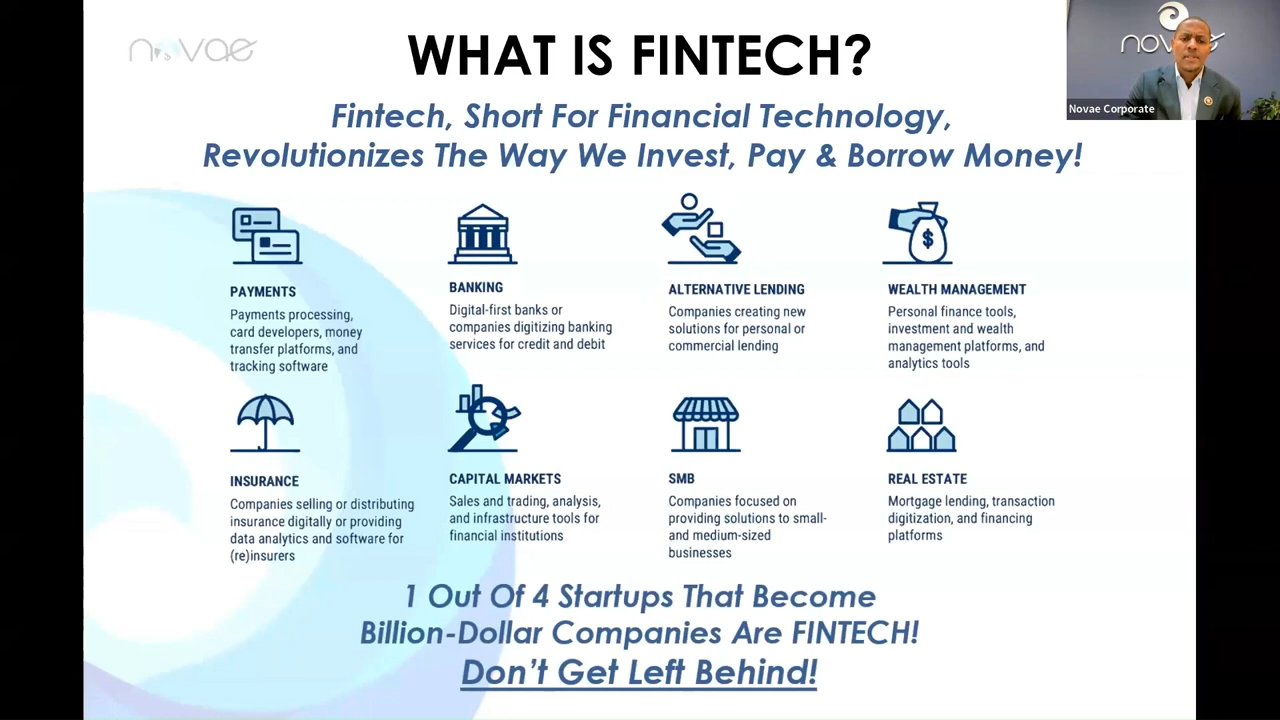 novae
WHAT IS FINTECH?
novae
Novae Corporate
Fintech, Short For Financial Technology,
Revolutionizes The Way We Invest, Pay & Borrow Money!
PAYMENTS
Payments processing,
card developers, money
transfer platforms, and
tracking software
BANKING
Digital-first banks or
companies digitizing banking
services for credit and debit
ALTERNATIVE LENDING
Companies creating new
solutions for personal or
commercial lending
$
WEALTH MANAGEMENT
Personal finance tools,
investment and wealth
management platforms, and
analytics tools
INSURANCE
Companies selling or distributing
insurance digitally or providing
data analytics and software for
(re)insurers
CAPITAL MARKETS
Sales and trading, analysis,
and infrastructure tools for
financial institutions
SMB
Companies focused on
providing solutions to small-
and medium-sized
businesses
REAL ESTATE
Mortgage lending, transaction
digitization, and financing
platforms
1 Out Of 4 Startups That Become
Billion-Dollar Companies Are FINTECH!
Don't Get Left Behind!